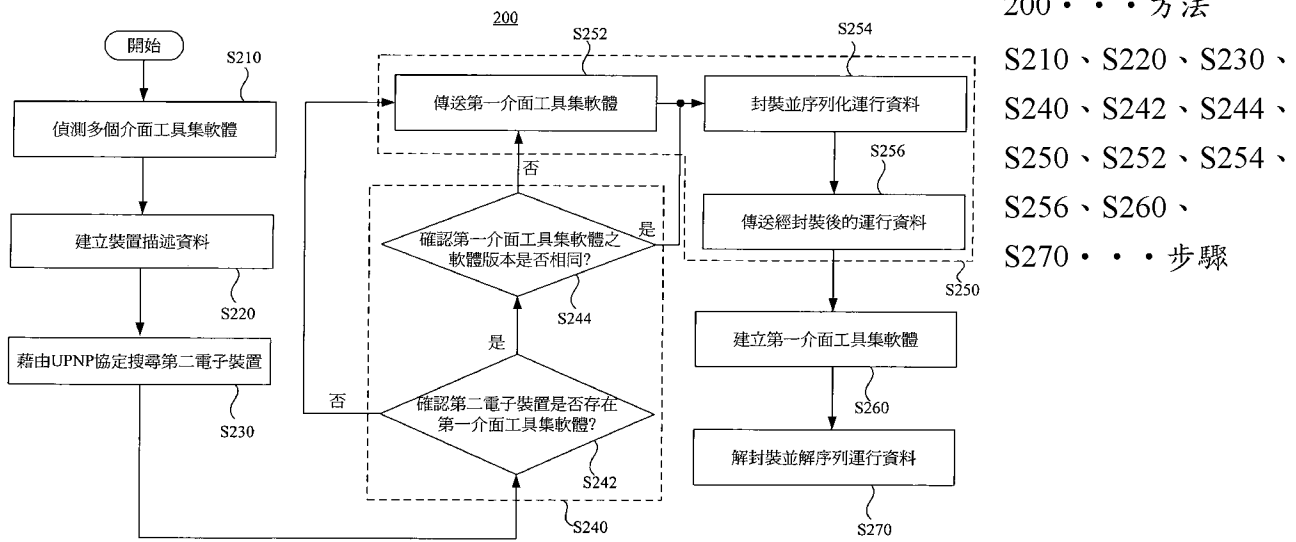 200
開始
S210
偵測多個介面工具集軟體
建立裝置描述資料
S220
藉由UPNP協定搜尋第二電子裝置
S230
S252
傳送第一介面工具集軟體
否
確認第一介面工具集軟體之
軟體版本是否相同?
是
S244
是
否
確認第二電子裝置是否存在
第一介面工具集軟體?
S242
S240
S254
封裝並序列化運行資料
S256
傳送經封裝後的運行資料
S250
建立第一介面工具集軟體
S260
解封裝並解序列運行資料
S270
200・・・方法
S210、S220、S230、
S240、S242、S244、
S250、S252、S254、
S256、S260、
S270・・・步驟